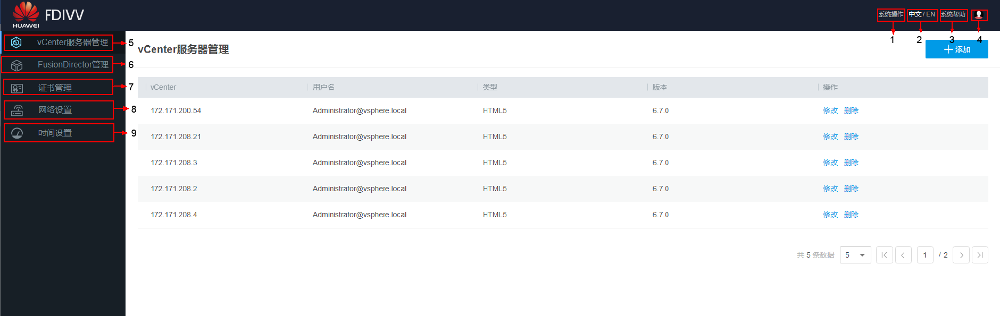 HUAWEI
FDIVV
系统操作 中文 / EN 系统帮助
1 2 3 4
vCenter服务器管理 5
FusionDirector管理 6
证书管理 7
网络设置 8
时间设置 9
vCenter服务器管理
添加
vCenter 用户名 类型 版本 操作
172.171.200.54 Administrator@vsphere.local HTML5 6.7.0 修改 删除
172.171.208.21 Administrator@vsphere.local HTML5 6.7.0 修改 删除
172.171.208.3 Administrator@vsphere.local HTML5 6.7.0 修改 删除
172.171.208.2 Administrator@vsphere.local HTML5 6.7.0 修改 删除
172.171.208.4 Administrator@vsphere.local HTML5 6.7.0 修改 删除
共 5 条数据 5 1 / 2